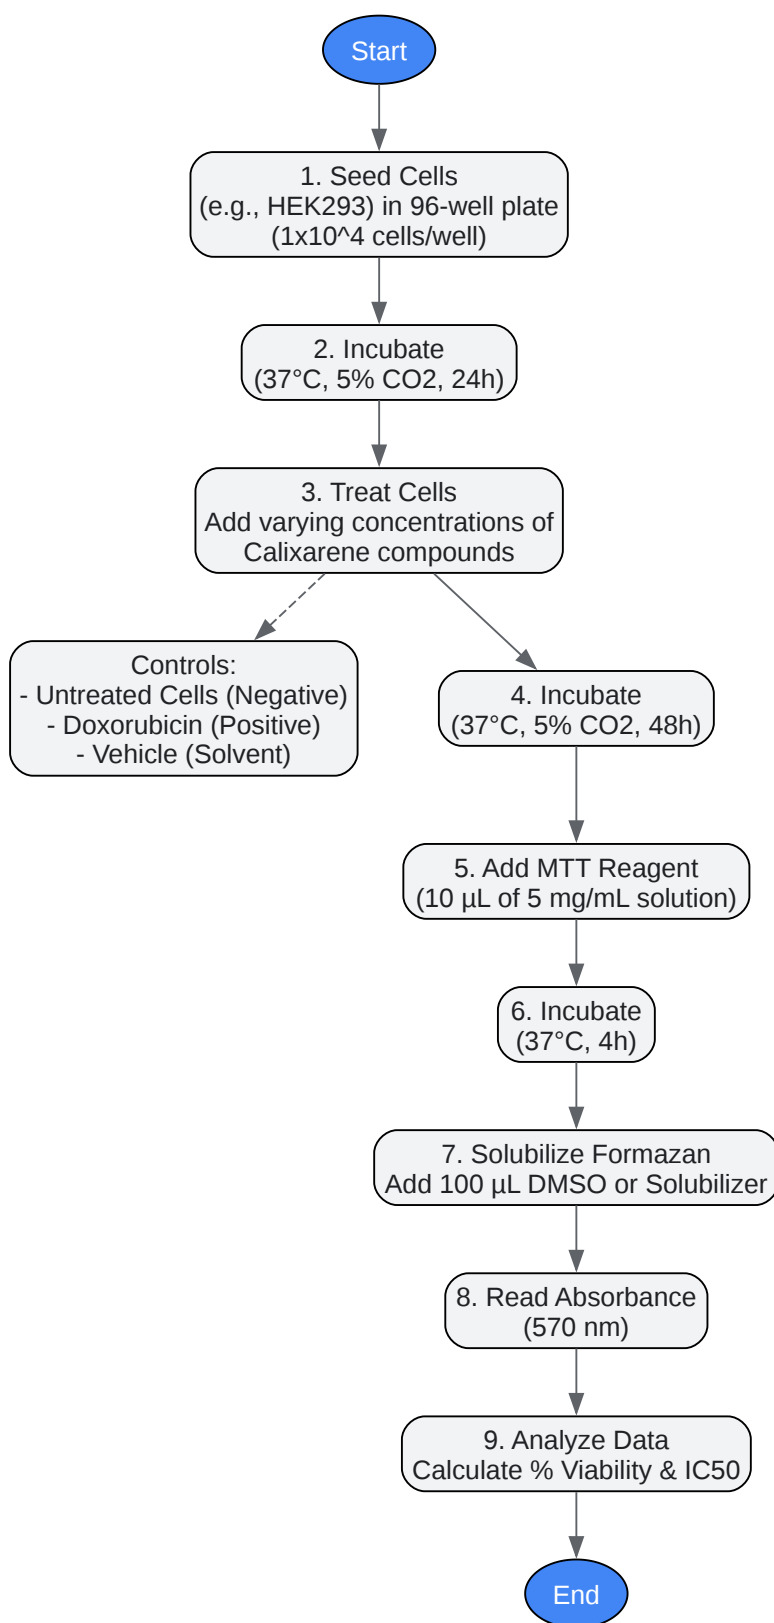 Start
1. Seed Cells
(e.g., HEK293) in 96-well plate
(1x10^4 cells/well)
2. Incubate
(37°C, 5% CO2, 24h)
3. Treat Cells
Add varying concentrations of
Calixarene compounds
Controls:
- Untreated Cells (Negative)
- Doxorubicin (Positive)
- Vehicle (Solvent)
4. Incubate
(37°C, 5% CO2, 48h)
5. Add MTT Reagent
(10 µL of 5 mg/mL solution)
6. Incubate
(37°C, 4h)
7. Solubilize Formazan
Add 100 µL DMSO or Solubilizer
8. Read Absorbance
(570 nm)
9. Analyze Data
Calculate % Viability & IC50
End